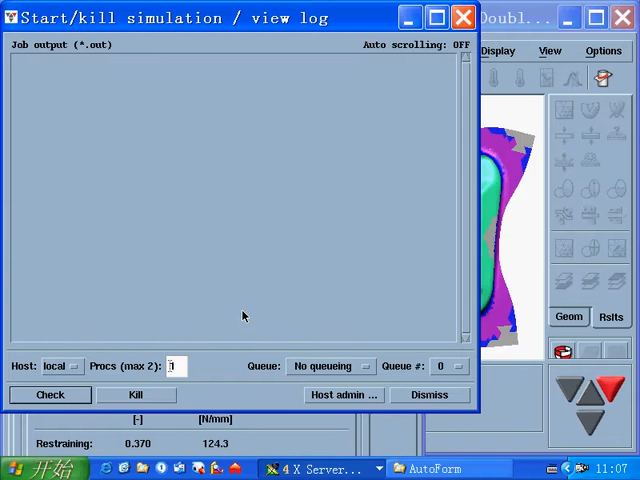 Start/kill simulation / view log
Doubl...
Job output (*.out)
Auto scrolling: OFF
Display
View
Options
Geom
Rslts
Host: local
Procs (max 2): 1
Queue: No queueing
Queue #: 0
Check
Kill
Host admin ...
Dismiss
[-]
[N/mm]
Restraining:
0.370
124.3
开始
4 X Server...
AutoForm
11:07